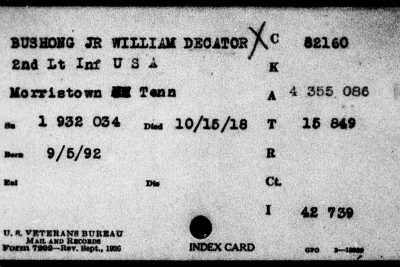 BUSHONG JR WILLIAM DECATOR X C 82160
2nd Lt Inf U S A K
Morristown Tenn A 4 355 086
Sn 1 932 034 Died 10/15/18 T 15 849
Born 9/5/92 R
Enl Dis Ct.
I 42 739
U. S. VETERANS BUREAU
MAIL AND RECORDS
Form 7202—Rev. Sept., 1926 INDEX CARD GPO